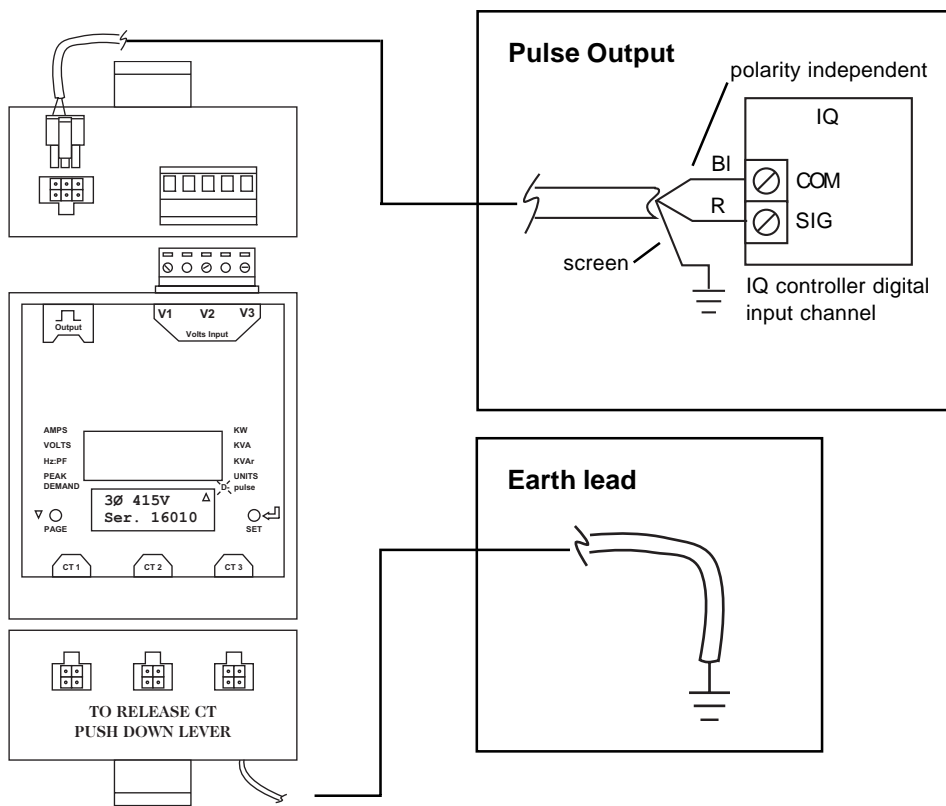 Pulse Output
polarity independent
IQ
Bl
COM
R
SIG
screen
IQ controller digital
input channel
Output
V1 V2 V3
Volts Input
AMPS
VOLTS
Hz:PF
PEAK
DEMAND
KW
KVA
KVAr
UNITS
pulse
3Ø 415V
Ser. 16010
PAGE
SET
CT 1
CT 2
CT 3
TO RELEASE CT
PUSH DOWN LEVER
Earth lead